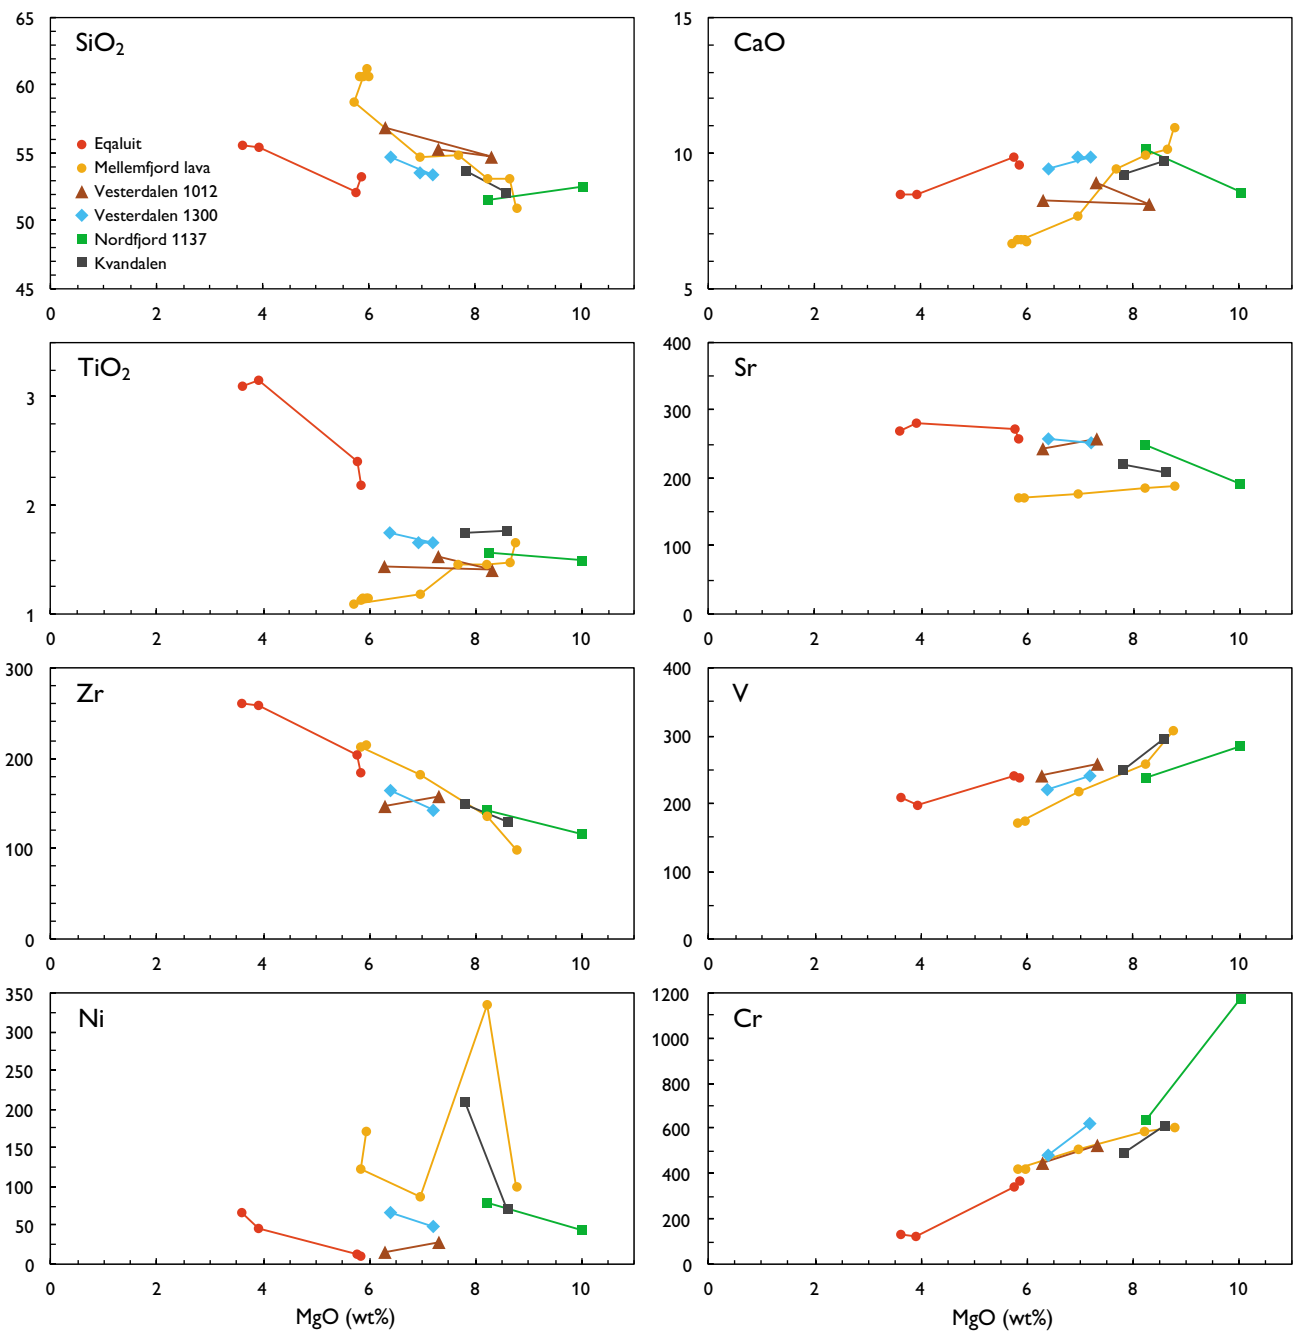 65
60
55
50
45
SiO₂
Eqaluit
Mellemfjord lava
Vesterdalen 1012
Vesterdalen 1300
Nordfjord 1137
Kvandalen
0 2 4 6 8 10
15
10
5
CaO
0 2 4 6 8 10
3
2
1
TiO₂
0 2 4 6 8 10
400
300
200
100
0
Sr
0 2 4 6 8 10
300
200
100
0
Zr
0 2 4 6 8 10
400
300
200
100
0
V
0 2 4 6 8 10
350
300
250
200
150
100
50
0
Ni
0 2 4 6 8 10
MgO (wt%)
1200
1000
800
600
400
200
0
Cr
0 2 4 6 8 10
MgO (wt%)